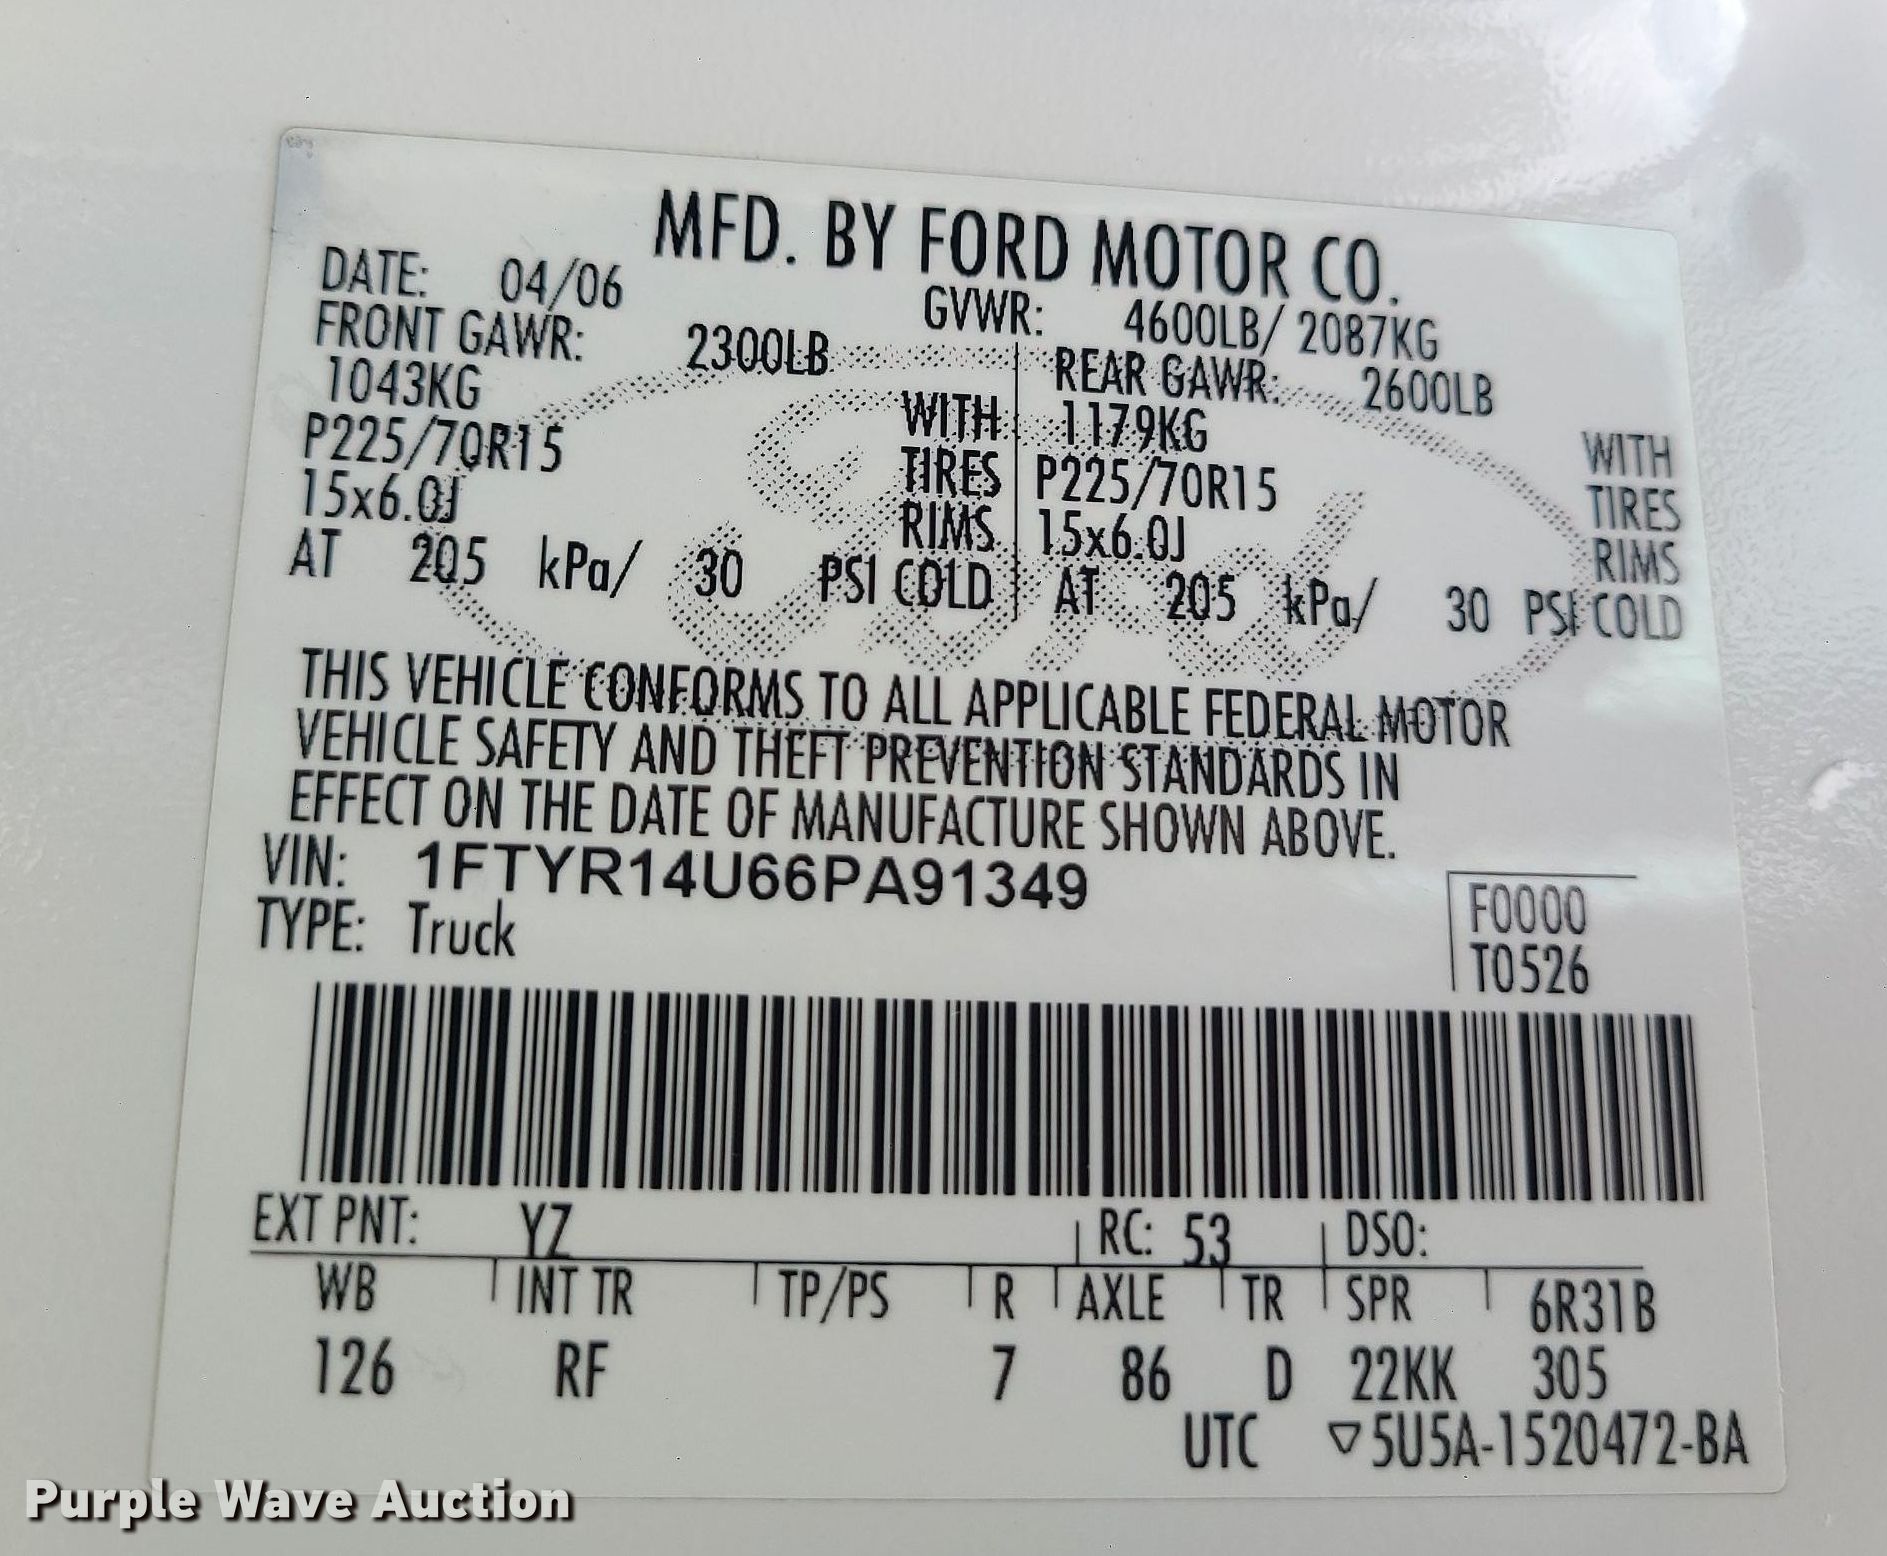 MFD. BY FORD MOTOR CO.
DATE: 04/06
GVWR: 4600LB/ 2087KG
FRONT GAWR: 2300LB
1043KG WITH
P225/70R15 TIRES
15x6.0J RIMS
AT 205 kPa/ 30 PSI COLD
REAR GAWR: 2600LB
1179KG WITH
P225/70R15 TIRES
15x6.0J RIMS
AT 205 kPa/ 30 PSI COLD
Ford
THIS VEHICLE CONFORMS TO ALL APPLICABLE FEDERAL MOTOR
VEHICLE SAFETY AND THEFT PREVENTION STANDARDS IN
EFFECT ON THE DATE OF MANUFACTURE SHOWN ABOVE.
VIN: 1FTYR14U66PA91349
TYPE: Truck
F0000
T0526
EXT PNT: YZ RC: 53 DSO:
WB INT TR TP/PS R AXLE TR SPR 6R31B
126 RF 7 86 D 22KK 305
UTC ▽5U5A-1520472-BA
Purple Wave Auction